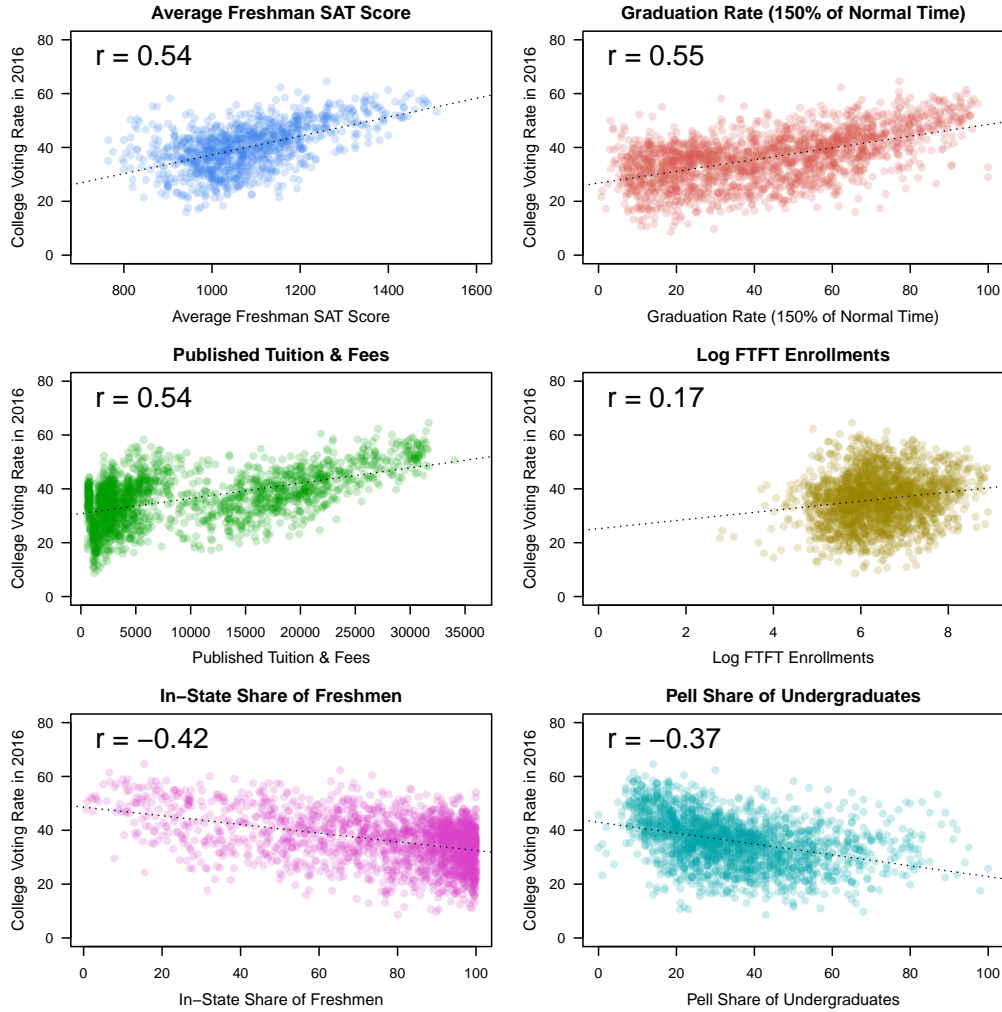 Average Freshman SAT Score
r = 0.54
College Voting Rate in 2016
80
60
40
20
0
800 1000 1200 1400 1600
Average Freshman SAT Score
Graduation Rate (150% of Normal Time)
r = 0.55
College Voting Rate in 2016
80
60
40
20
0
0 20 40 60 80 100
Graduation Rate (150% of Normal Time)
Published Tuition & Fees
r = 0.54
College Voting Rate in 2016
80
60
40
20
0
0 5000 10000 15000 20000 25000 30000 35000
Published Tuition & Fees
Log FTFT Enrollments
r = 0.17
College Voting Rate in 2016
80
60
40
20
0
0 2 4 6 8
Log FTFT Enrollments
In−State Share of Freshmen
r = −0.42
College Voting Rate in 2016
80
60
40
20
0
0 20 40 60 80 100
In−State Share of Freshmen
Pell Share of Undergraduates
r = −0.37
College Voting Rate in 2016
80
60
40
20
0
0 20 40 60 80 100
Pell Share of Undergraduates